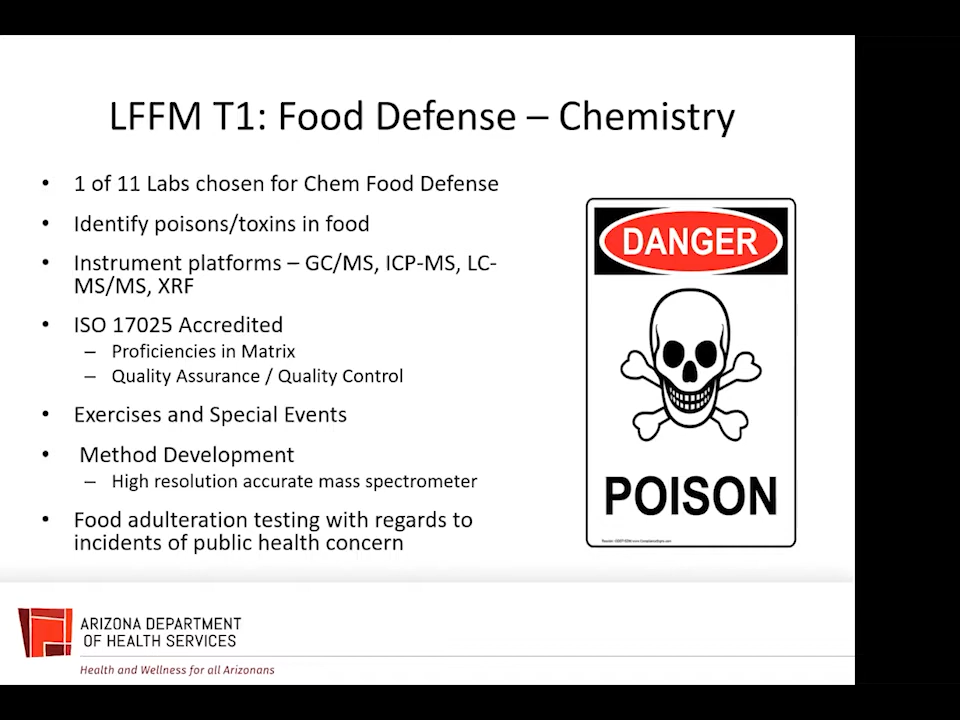 LFFM T1: Food Defense – Chemistry
• 1 of 11 Labs chosen for Chem Food Defense
• Identify poisons/toxins in food
• Instrument platforms – GC/MS, ICP-MS, LC-
MS/MS, XRF
• ISO 17025 Accredited
– Proficiencies in Matrix
– Quality Assurance / Quality Control
• Exercises and Special Events
• Method Development
– High resolution accurate mass spectrometer
• Food adulteration testing with regards to
incidents of public health concern
DANGER
POISON
ARIZONA DEPARTMENT
OF HEALTH SERVICES
Health and Wellness for all Arizonans